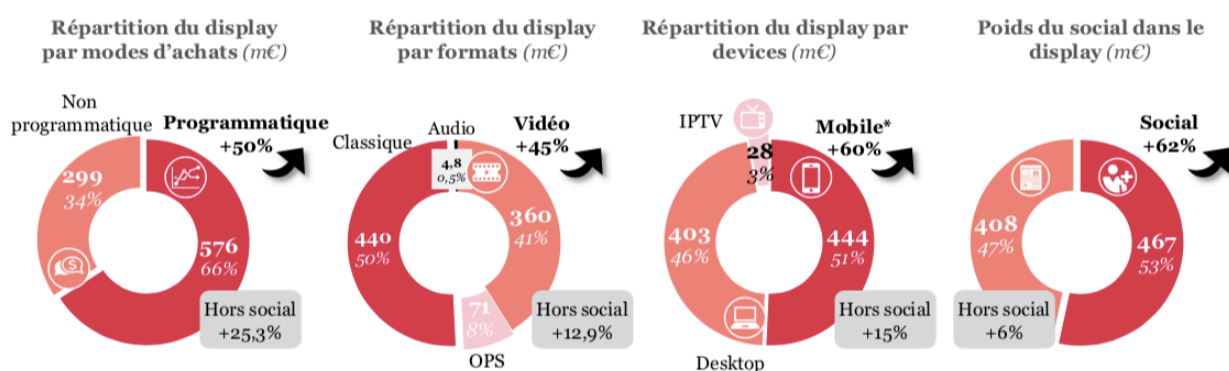 Répartition du display
par modes d'achats (m€)
Non
programmatique
Programmatique
+50%
299
34%
576
66%
Hors social
+25,3%
Répartition du display
par formats (m€)
Classique
Audio
4,8
0,5%
Vidéo
+45%
360
41%
440
50%
71
8%
OPS
Hors social
+12,9%
Répartition du display par
devices (m€)
IPTV
28
3%
Mobile*
+60%
403
46%
444
51%
Desktop
Hors social
+15%
Poids du social dans le
display (m€)
Social
+62%
408
47%
467
53%
Hors social
+6%